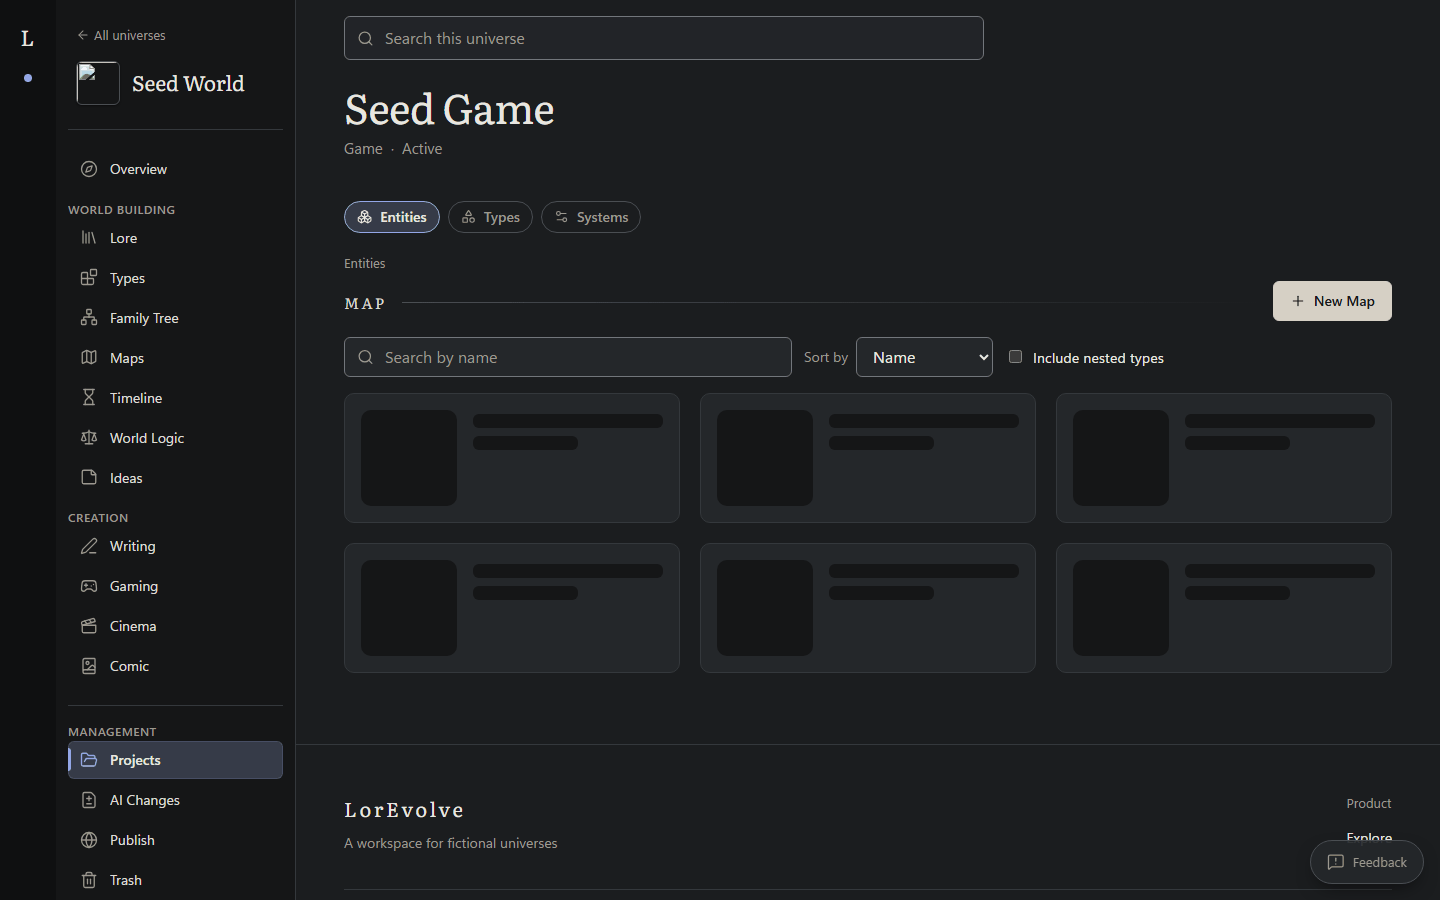 L
All universes
Seed World
Overview
WORLD BUILDING
Lore
Types
Family Tree
Maps
Timeline
World Logic
Ideas
CREATION
Writing
Gaming
Cinema
Comic
MANAGEMENT
Projects
AI Changes
Publish
Trash
Search this universe
Seed Game
Game · Active
Entities Types Systems
Entities
MAP
New Map
Search by name
Sort by Name
Include nested types
LorEvolve
A workspace for fictional universes
Product
Explore
Feedback